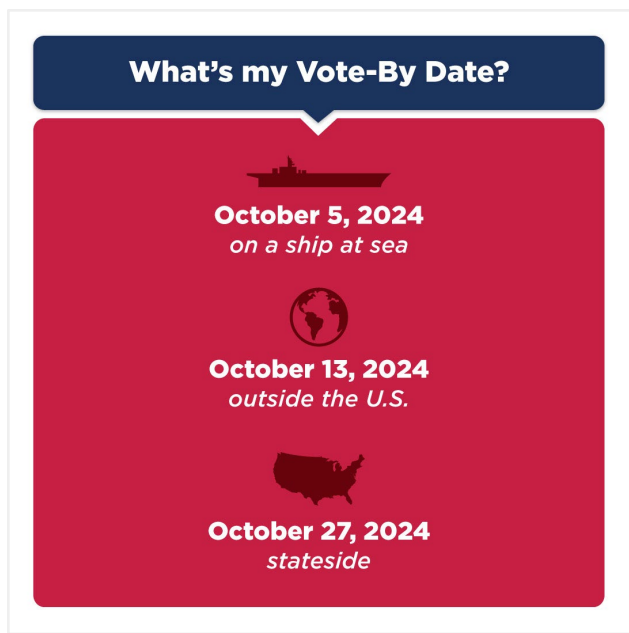 What’s my Vote-By Date?
October 5, 2024
on a ship at sea
October 13, 2024
outside the U.S.
October 27, 2024
stateside